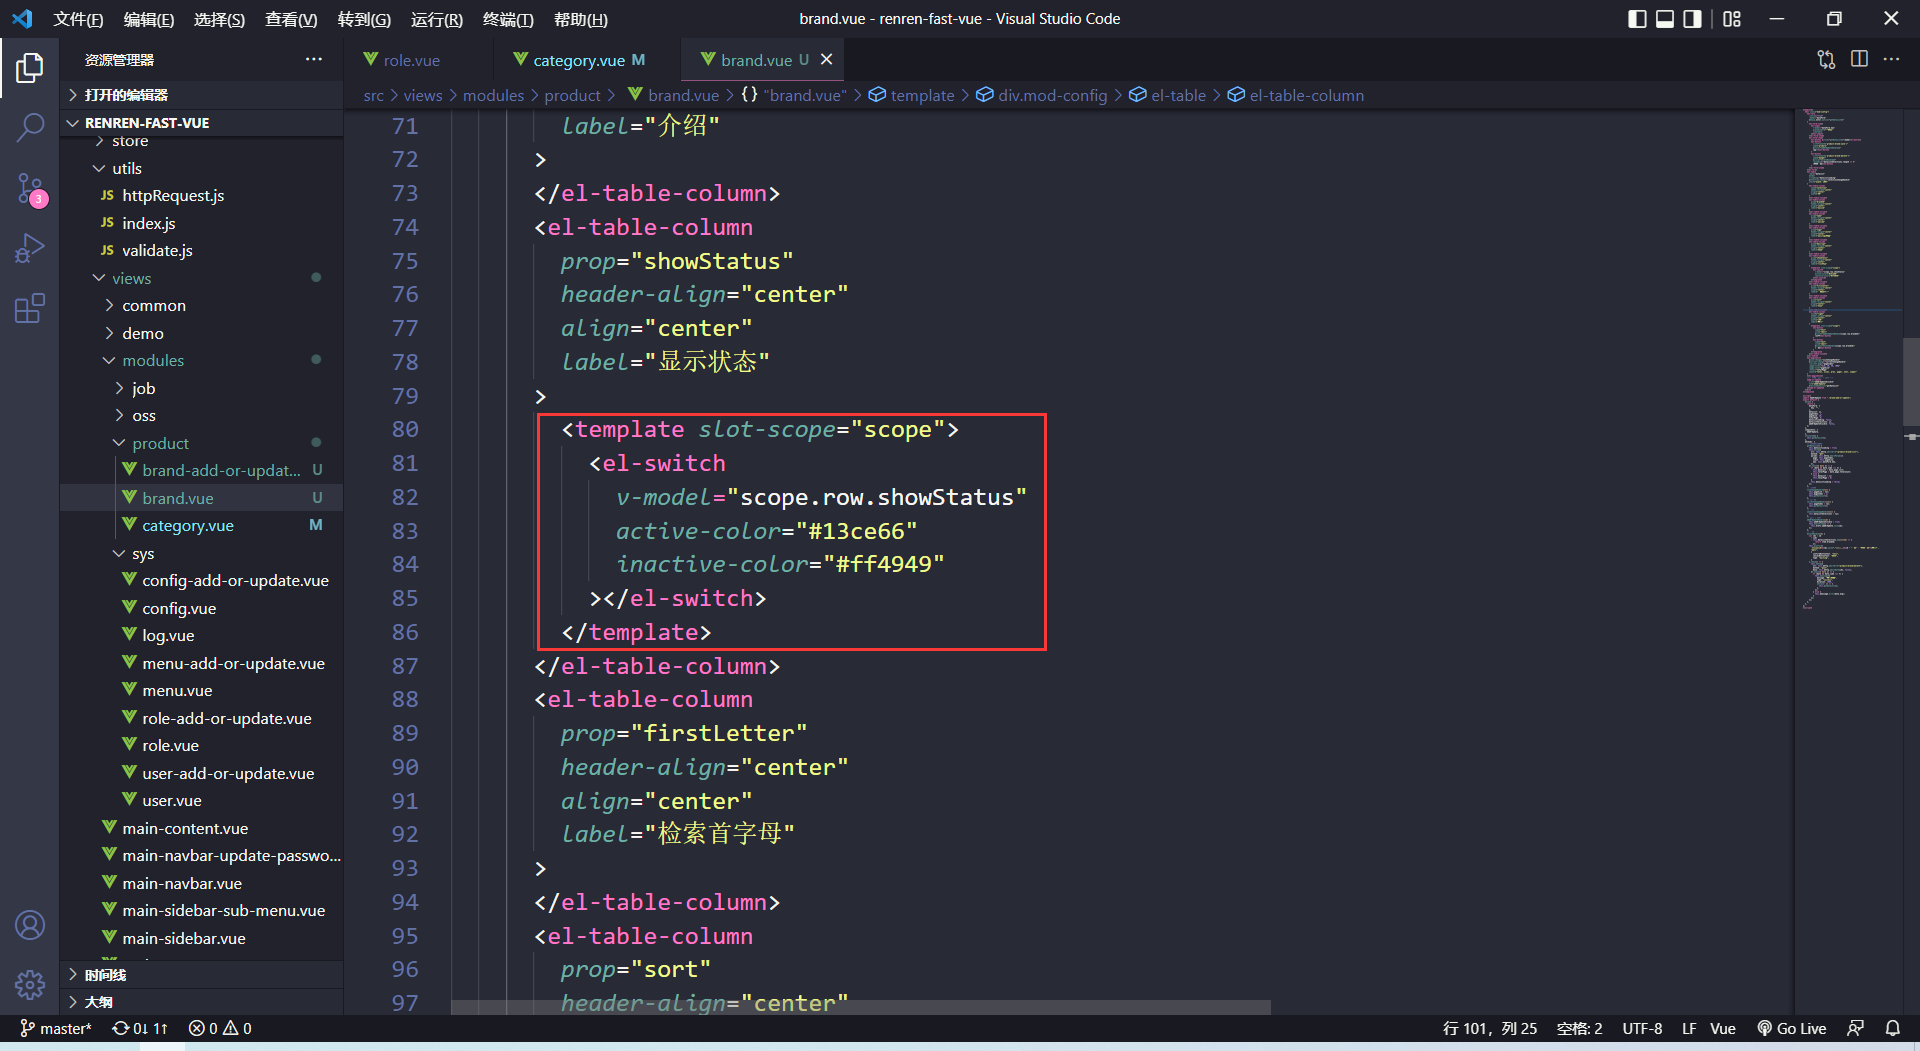 文件(F) 编辑(E) 选择(S) 查看(V) 转到(G) 运行(R) 终端(T) 帮助(H)
brand.vue - renren-fast-vue - Visual Studio Code
资源管理器
role.vue
category.vue M
brand.vue U
打开的编辑器
src > views > modules > product > brand.vue > {} "brand.vue" > template > div.mod-config > el-table > el-table-column
RENREN-FAST-VUE
store
utils
JS httpRequest.js
JS index.js
JS validate.js
views
common
demo
modules
job
oss
product
brand-add-or-updat... U
brand.vue U
category.vue M
sys
config-add-or-update.vue
config.vue
log.vue
menu-add-or-update.vue
menu.vue
role-add-or-update.vue
role.vue
user-add-or-update.vue
user.vue
main-content.vue
main-navbar-update-passwo...
main-navbar.vue
main-sidebar-sub-menu.vue
main-sidebar.vue
时间线
大纲
3
71 label="介绍"
72 >
73 </el-table-column>
74 <el-table-column
75 prop="showStatus"
76 header-align="center"
77 align="center"
78 label="显示状态"
79 >
80 <template slot-scope="scope">
81 <el-switch
82 v-model="scope.row.showStatus"
83 active-color="#13ce66"
84 inactive-color="#ff4949"
85 ></el-switch>
86 </template>
87 </el-table-column>
88 <el-table-column
89 prop="firstLetter"
90 header-align="center"
91 align="center"
92 label="检索首字母"
93 >
94 </el-table-column>
95 <el-table-column
96 prop="sort"
97 header-align="center"
master* 0↓ 1↑ 0 0
行 101，列 25 空格: 2 UTF-8 LF Vue Go Live